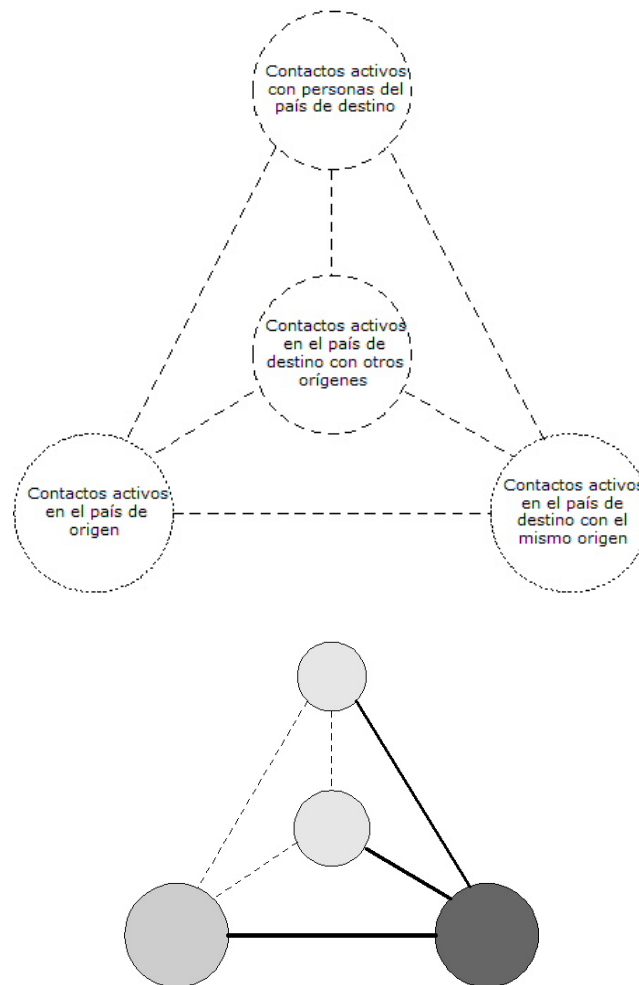 Contactos activos
con personas del
país de destino
Contactos activos
en el país de
destino con otros
orígenes
Contactos activos
en el país de
origen
Contactos activos
en el país de
destino con el
mismo origen